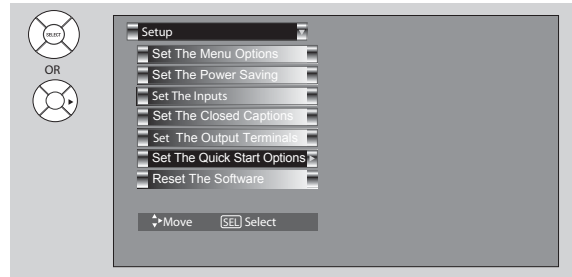 SELECT
OR
Setup
Set The Menu Options
Set The Power Saving
Set The Inputs
Set The Closed Captions
Set The Output Terminals
Set The Quick Start Options
Reset The Software
Move SEL Select